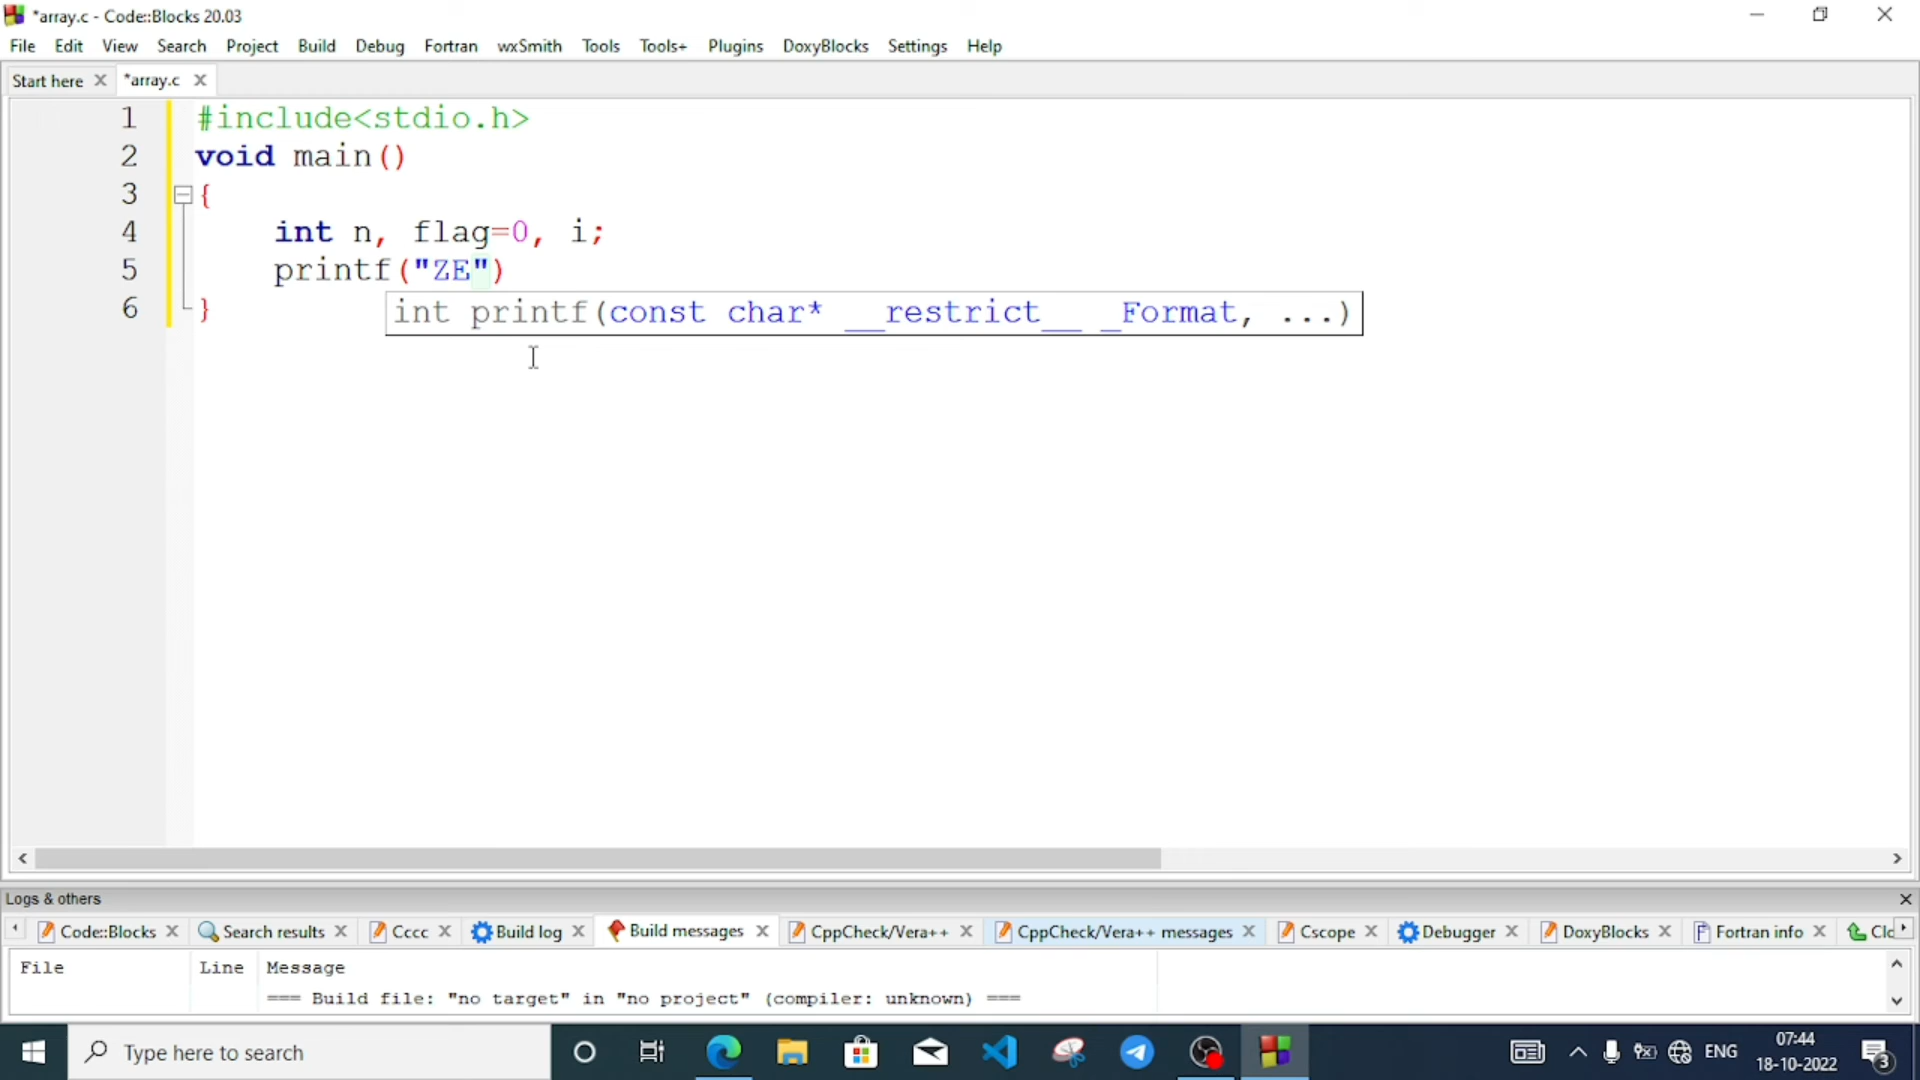 *array.c - Code::Blocks 20.03
File Edit View Search Project Build Debug Fortran wxSmith Tools Tools+ Plugins DoxyBlocks Settings Help
Start here *array.c
1 #include<stdio.h>
2 void main()
3 {
4 int n, flag=0, i;
5 printf("ZE")
6 }
int printf(const char* __restrict__ _Format, ...)
Logs & others
Code::Blocks Search results Cccc Build log Build messages CppCheck/Vera++ CppCheck/Vera++ messages Cscope Debugger DoxyBlocks Fortran info Clo
File Line Message
=== Build file: "no target" in "no project" (compiler: unknown) ===
Type here to search
ENG
07:44
18-10-2022
3